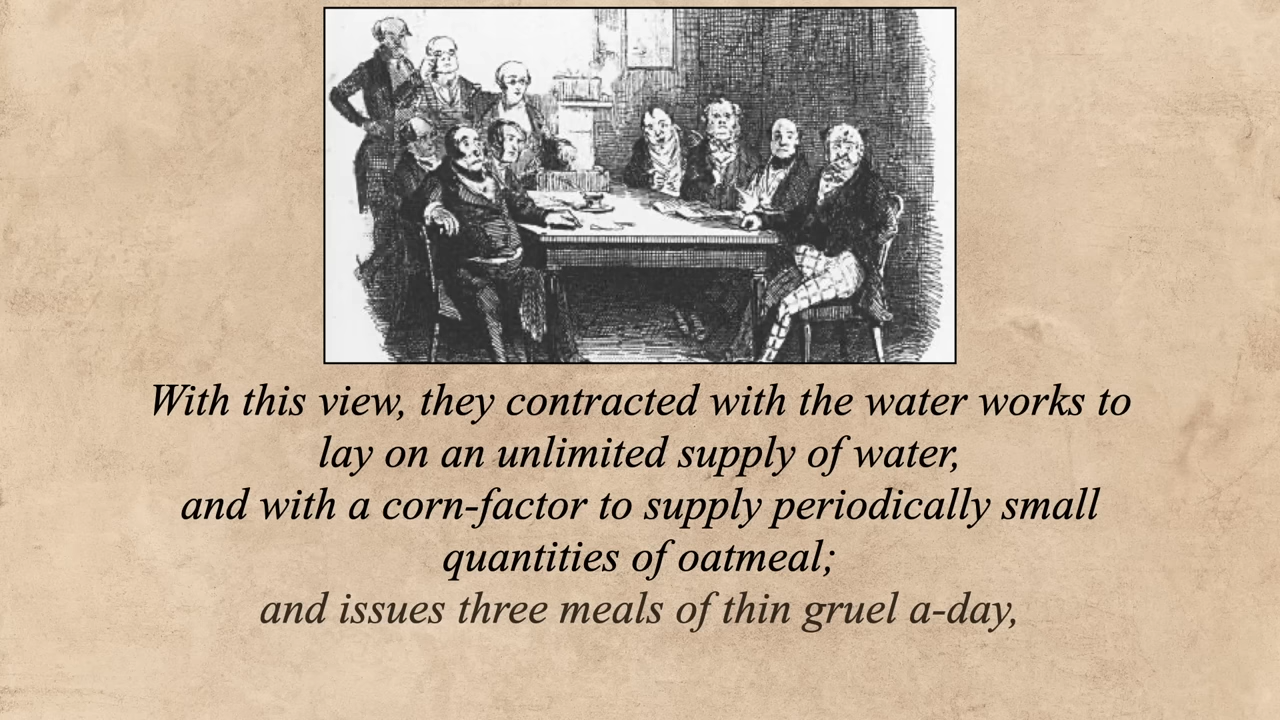 With this view, they contracted with the water works to
lay on an unlimited supply of water,
and with a corn-factor to supply periodically small
quantities of oatmeal;
and issues three meals of thin gruel a-day,